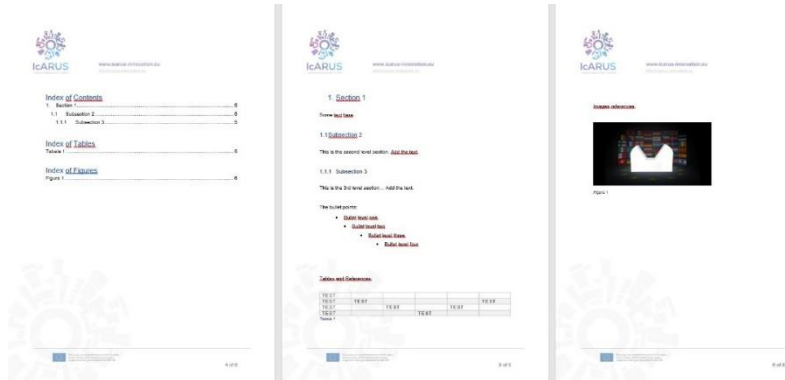 IcARUS
www.icarus-innovation.eu
Index of Contents
1. Section 1 6
1.1 Subsection 2 6
1.1.1 Subsection 3 6
Index of Tables
Index of Figures
Figure 1 6
IcARUS
www.icarus-innovation.eu
1. Section 1
Some text here
1.1 Subsection 2
This is the second level section. Add the text.
1.1.1 Subsection 3
This is the 3rd level section... Add the text.
The bullet points:
• Bullet level one
• Bullet level two
• Bullet level three
• Bullet level four
Tables and References
TEST
TEST TEST TEST
TEST TEST TEST
TEST TEST
IcARUS
www.icarus-innovation.eu
Images references
Figure 1